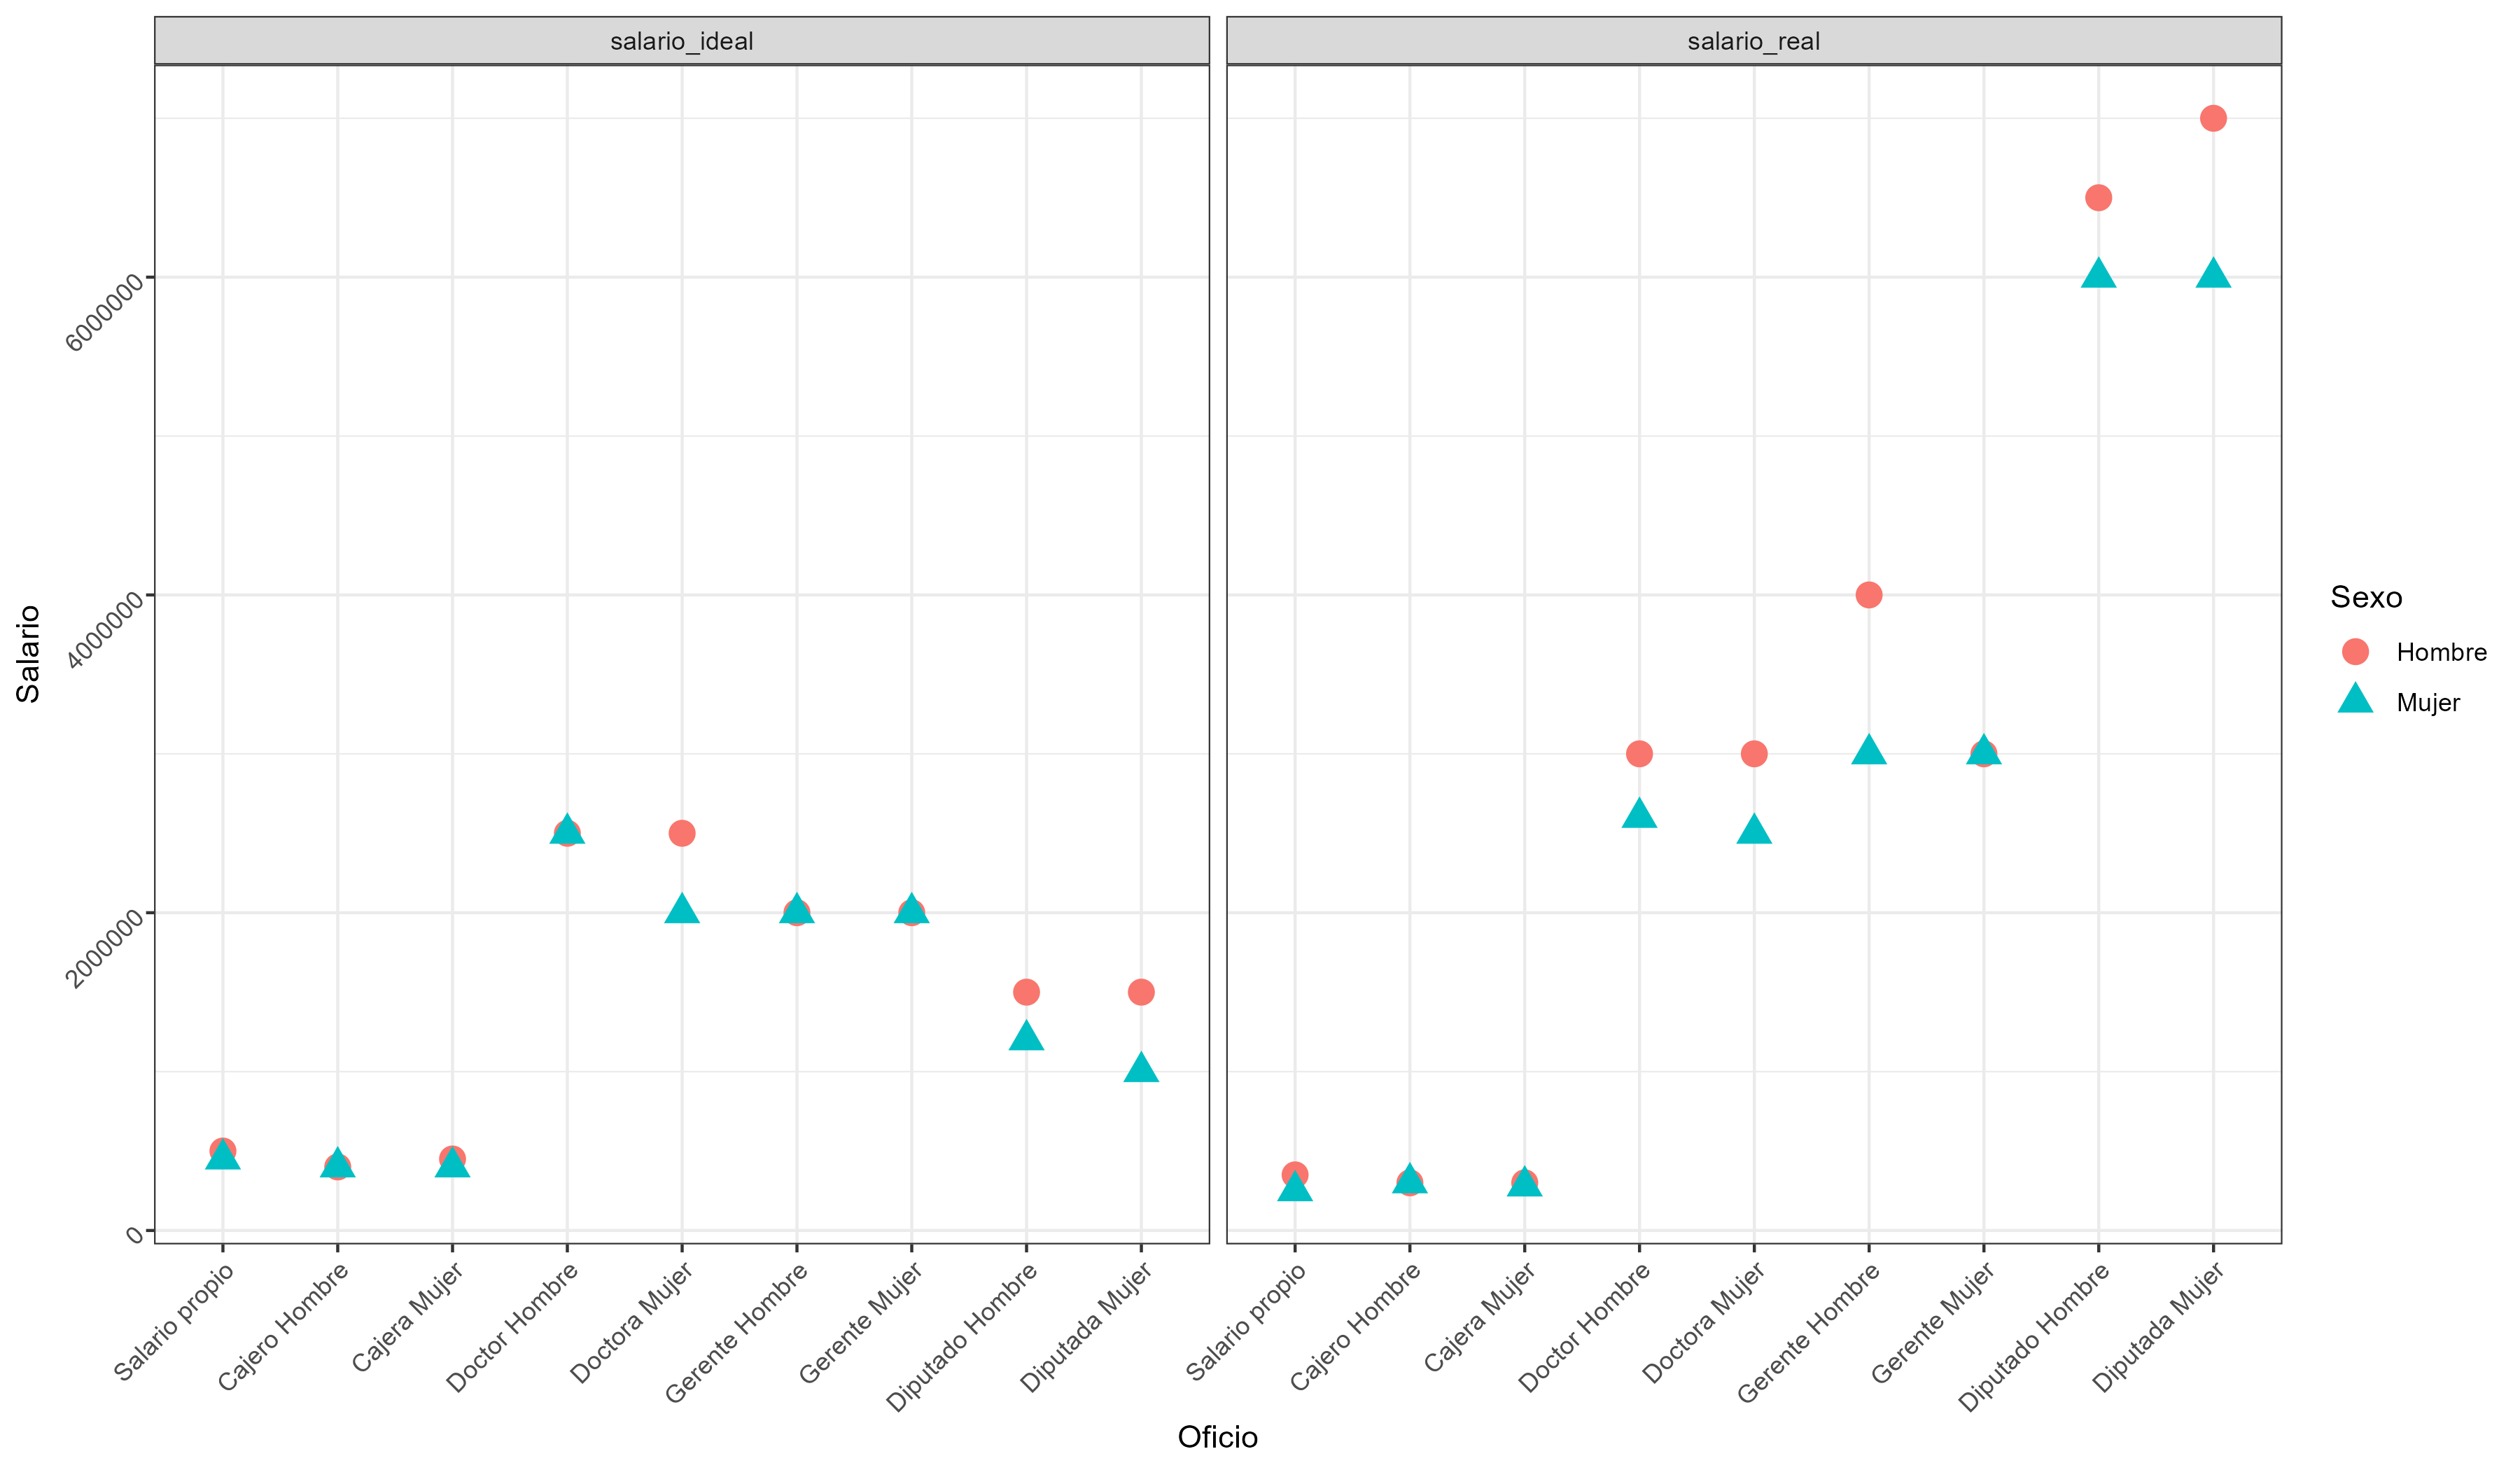 salario_ideal
salario_real
Salario
6000000
4000000
2000000
0
Salario propio
Cajero Hombre
Cajera Mujer
Doctor Hombre
Doctora Mujer
Gerente Hombre
Gerente Mujer
Diputado Hombre
Diputada Mujer
Salario propio
Cajero Hombre
Cajera Mujer
Doctor Hombre
Doctora Mujer
Gerente Hombre
Gerente Mujer
Diputado Hombre
Diputada Mujer
Oficio
Sexo
Hombre
Mujer